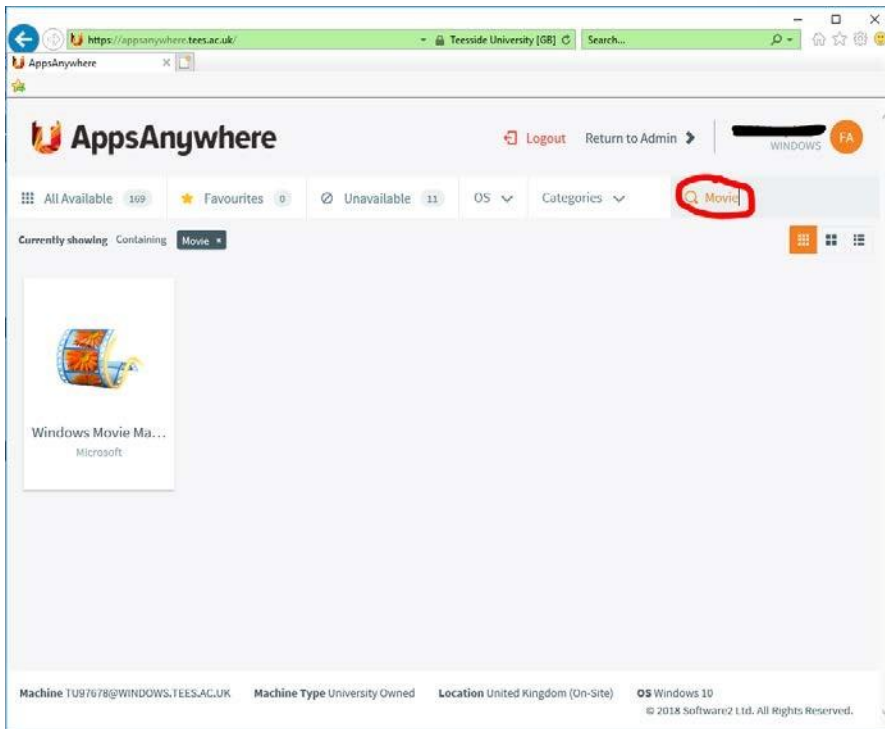 https://appsanywhere.tees.ac.uk/ Teesside University [GB] Search...
AppsAnywhere
AppsAnywhere Logout Return to Admin WINDOWS FA
All Available 169 Favourites 0 Unavailable 11 OS Categories Movie
Currently showing Containing Movie ×
Windows Movie Ma...
Microsoft
Machine TU97678@WINDOWS.TEES.AC.UK Machine Type University Owned Location United Kingdom (On-Site) OS Windows 10
© 2018 Software2 Ltd. All Rights Reserved.